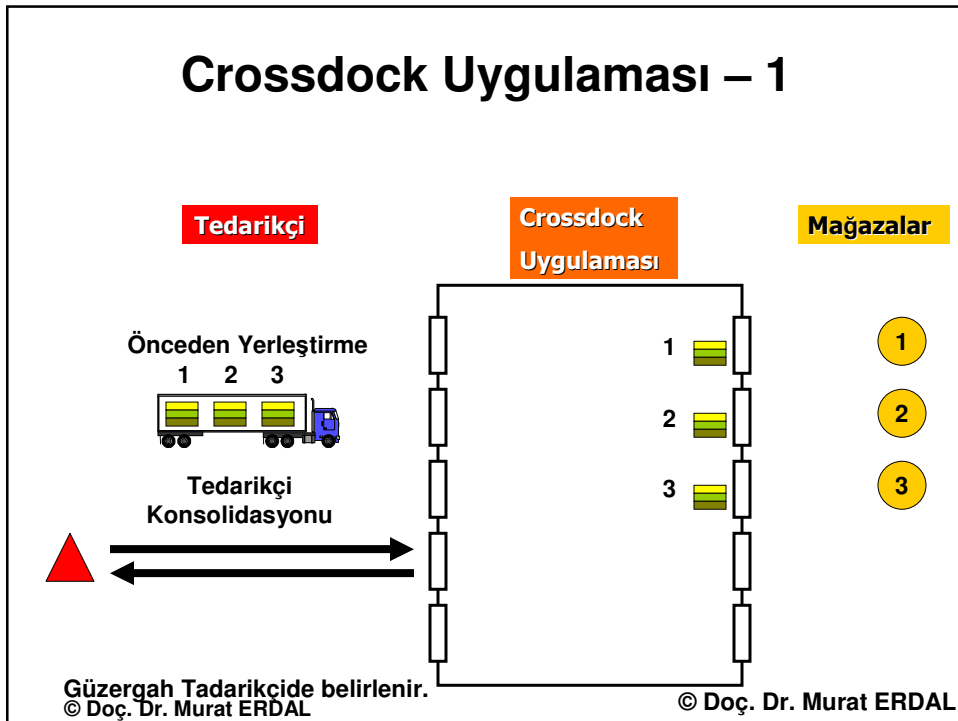 Crossdock Uygulaması – 1
Tedarikçi
Crossdock
Uygulaması
Mağazalar
Önceden Yerleştirme
1 2 3
Tedarikçi
Konsolidasyonu
1
2
3
1
2
3
Güzergah Tadarikçide belirlenir.
© Doç. Dr. Murat ERDAL
© Doç. Dr. Murat ERDAL